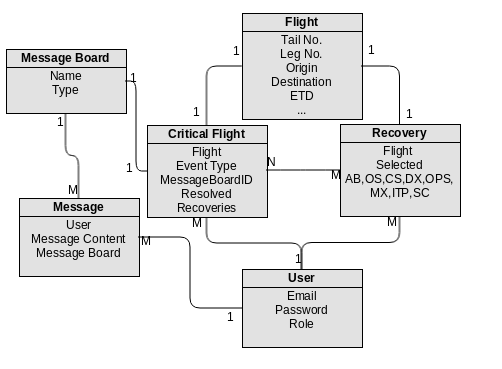 Flight
Tail No.
Leg No.
Origin
Destination
ETD
...
1
1
Message Board
Name
Type
1
1
1
1
1
Critical Flight
Flight
Event Type
MessageBoardID
Resolved
Recoveries
N
M
M
Recovery
Flight
Selected
AB,OS,CS,DX,OPS,
MX,ITP,SC
M
M
Message
User
Message Content
Message Board
M
1
1
User
Email
Password
Role